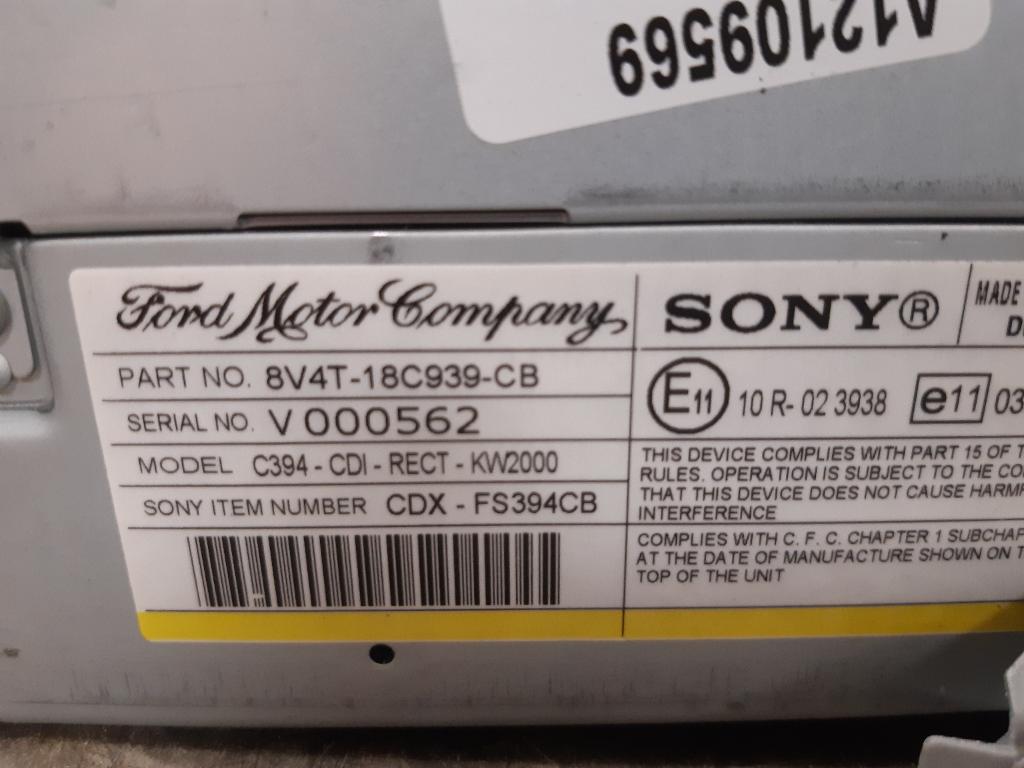 A12109569
Ford Motor Company
PART NO. 8V4T-18C939-CB
SERIAL NO. V000562
MODEL C394 - CDI - RECT - KW2000
SONY ITEM NUMBER CDX - FS394CB
SONY®
MADE
E11 10 R- 02 3938 e11 03
THIS DEVICE COMPLIES WITH PART 15 OF
RULES. OPERATION IS SUBJECT TO THE
THAT THIS DEVICE DOES NOT CAUSE
INTERFERENCE
COMPLIES WITH C. F. C. CHAPTER 1
AT THE DATE OF MANUFACTURE SHOWN ON
TOP OF THE UNIT